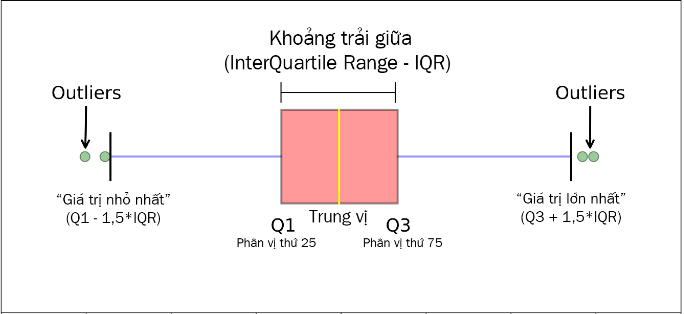 Khoảng trải giữa
(InterQuartile Range - IQR)
Outliers
Outliers
“Giá trị nhỏ nhất”
(Q1 - 1,5*IQR)
“Giá trị lớn nhất”
(Q3 + 1,5*IQR)
Trung vị
Q1
Q3
Phân vị thứ 25
Phân vị thứ 75